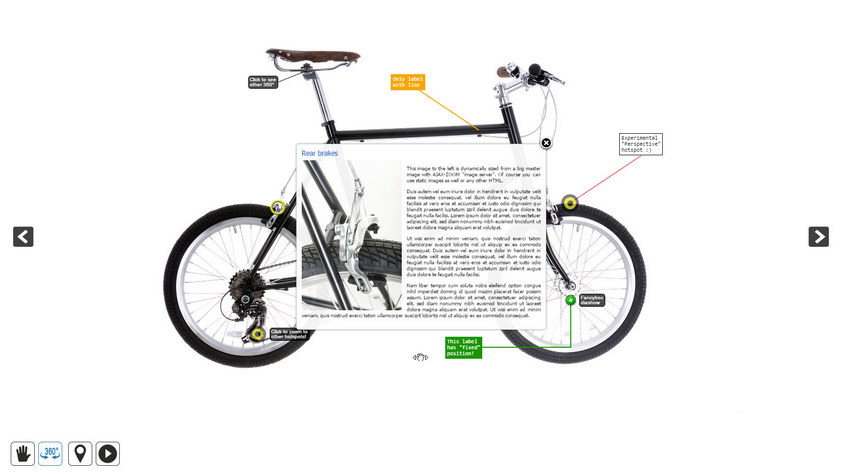 Click to see
other 360°
Only label
with line
Experimental
"Perspective"
hotspot :)
Rear brakes
This image to the left is dynamically sized from a big master
image with AJAX-ZOOM "image server". Of course you can
use static images as well or any other HTML.
Duis autem vel eum iriure dolor in hendrerit in vulputate velit
esse molestie consequat, vel illum dolore eu feugiat nulla
facilisis at vero eros et accumsan et iusto odio dignissim qui
blandit praesent luptatum zzril delenit augue duis dolore te
feugait nulla facilisi. Lorem ipsum dolor sit amet, consectetuer
adipiscing elit, sed diam nonummy nibh euismod tincidunt ut
laoreet dolore magna aliquam erat volutpat.
Ut wisi enim ad minim veniam, quis nostrud exerci tation
ullamcorper suscipit lobortis nisl ut aliquip ex ea commodo
consequat. Duis autem vel eum iriure dolor in hendrerit in
vulputate velit esse molestie consequat, vel illum dolore eu
feugiat nulla facilisis at vero eros et accumsan et iusto odio
dignissim qui blandit praesent luptatum zzril delenit augue
duis dolore te feugait nulla facilisi.
Nam liber tempor cum soluta nobis eleifend option congue
nihil imperdiet doming id quod mazim placerat facer possim
assum. Lorem ipsum dolor sit amet, consectetuer adipiscing
elit, sed diam nonummy nibh euismod tincidunt ut laoreet
dolore magna aliquam erat volutpat. Ut wisi enim ad minim
veniam, quis nostrud exerci tation ullamcorper suscipit lobortis nisl ut aliquip ex ea commodo consequat.
Fancybox
slideshow
Click to zoom to
other hotspots!
This label
has "fixed"
position!
360°